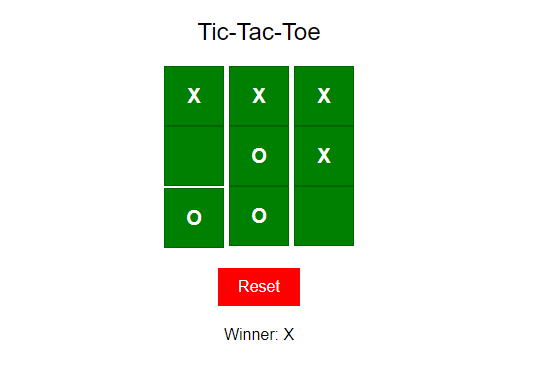 Tic-Tac-Toe
X X X
O X
O O
Reset
Winner: X